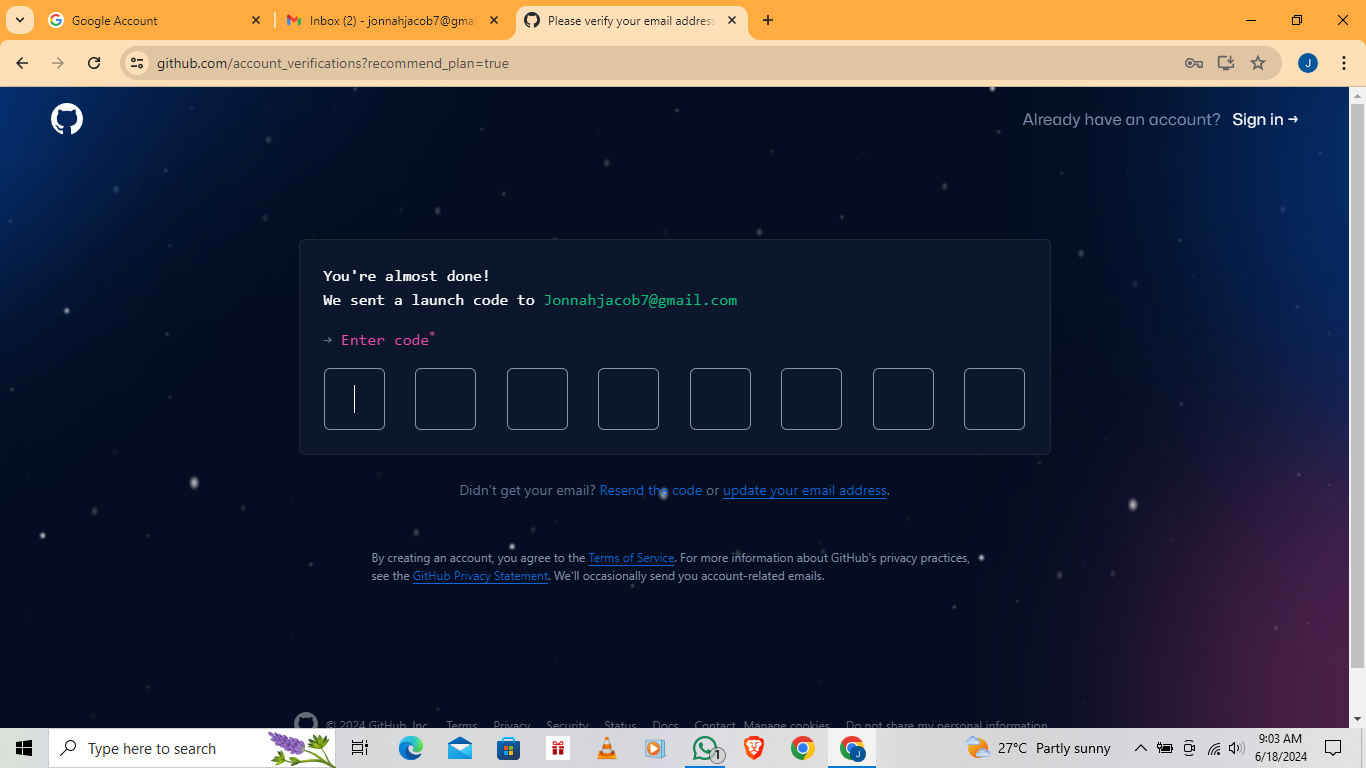 Google Account
Inbox (2) - jonnahjacob7@gma
Please verify your email address
github.com/account_verifications?recommend_plan=true
J
Already have an account? Sign in →
You're almost done!
We sent a launch code to Jonnahjacob7@gmail.com
→ Enter code*
Didn't get your email? Resend the code or update your email address.
By creating an account, you agree to the Terms of Service. For more information about GitHub's privacy practices,
see the GitHub Privacy Statement. We'll occasionally send you account-related emails.
© 2024 GitHub, Inc. Terms Privacy Security Status Docs Contact Manage cookies Do not share my personal information
Type here to search
1
J
27°C Partly sunny
9:03 AM
6/18/2024